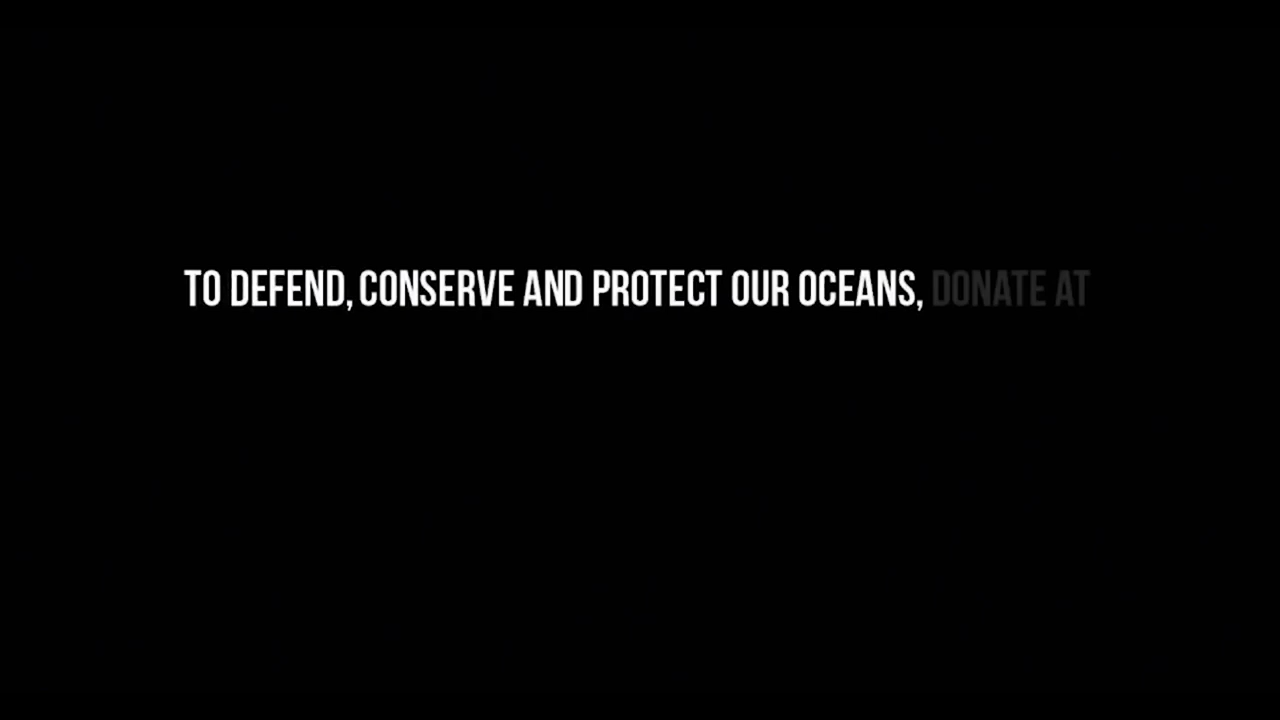 TO DEFEND, CONSERVE AND PROTECT OUR OCEANS, DONATE AT